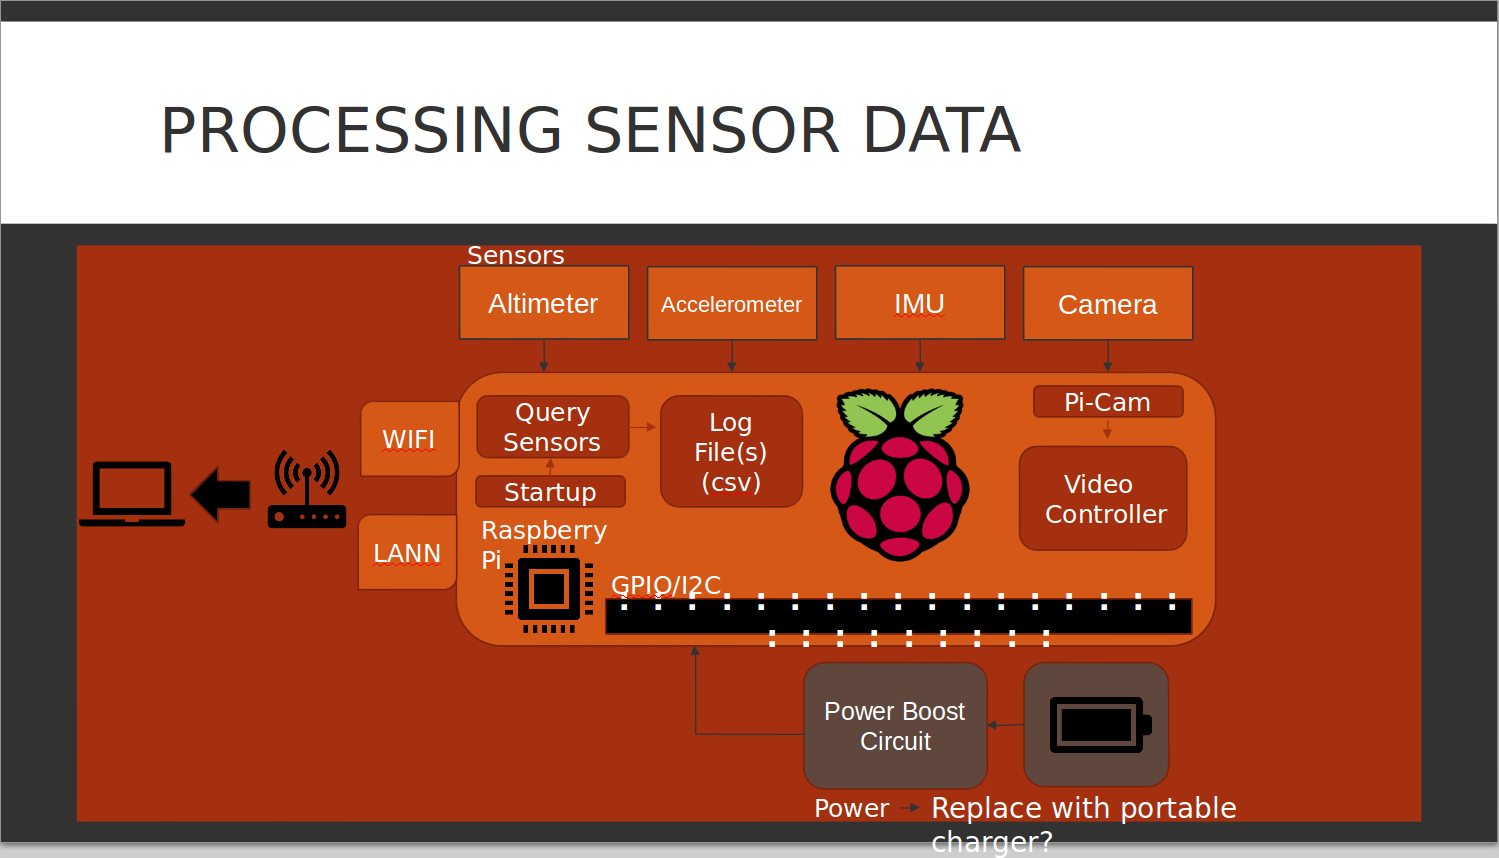 PROCESSING SENSOR DATA
Sensors
Altimeter
Accelerometer
IMU
Camera
Query
Sensors
Log
File(s)
(csv)
Pi-Cam
WIFI
Startup
Video
Controller
Raspberry
Pi
LANN
GPIO/I2C
: : : : : : : : : : : : : : : : :
: : : : : : : : :
Power Boost
Circuit
Power
Replace with portable
charger?